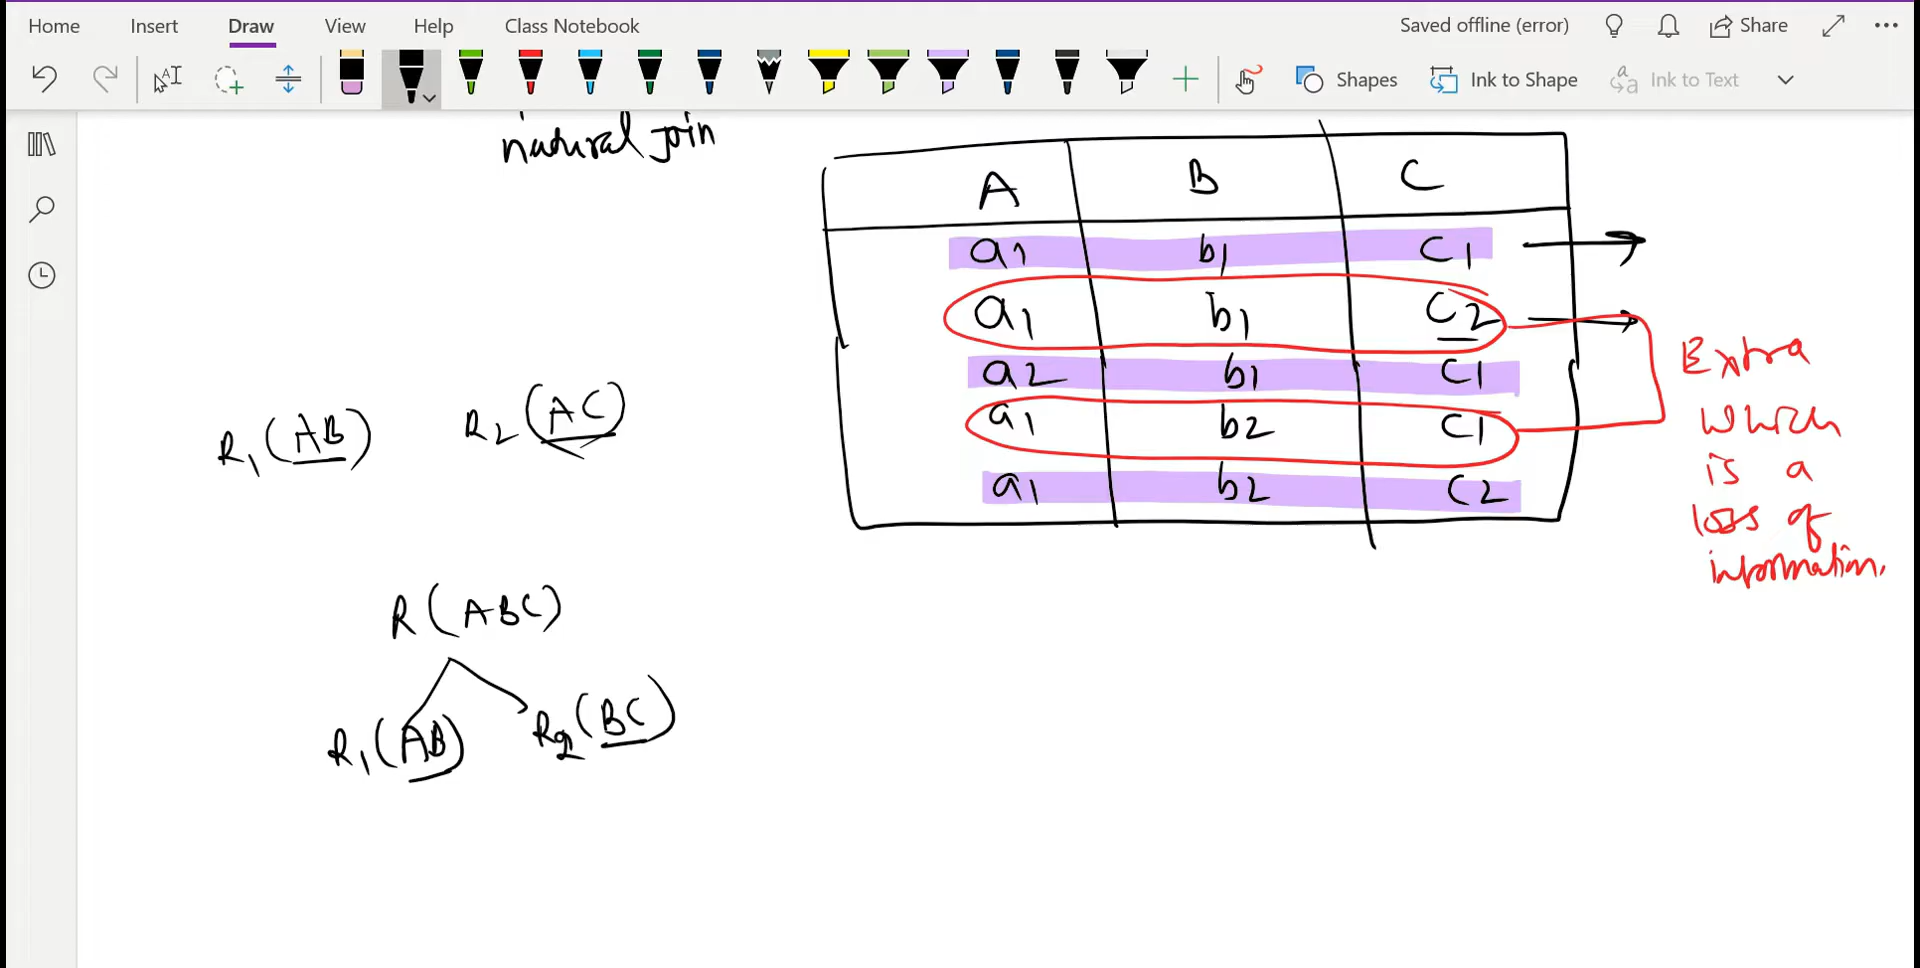 Home Insert Draw View Help Class Notebook Saved offline (error) Share
Shapes Ink to Shape Ink to Text
natural join
A B C
a1 b1 c1
a1 b1 c2
a2 b1 c1
a1 b2 c1
a1 b2 c2
Extra
which
is a
loss of
information.
R1(AB) R2(AC)
R(ABC)
R1(AB) R2(BC)